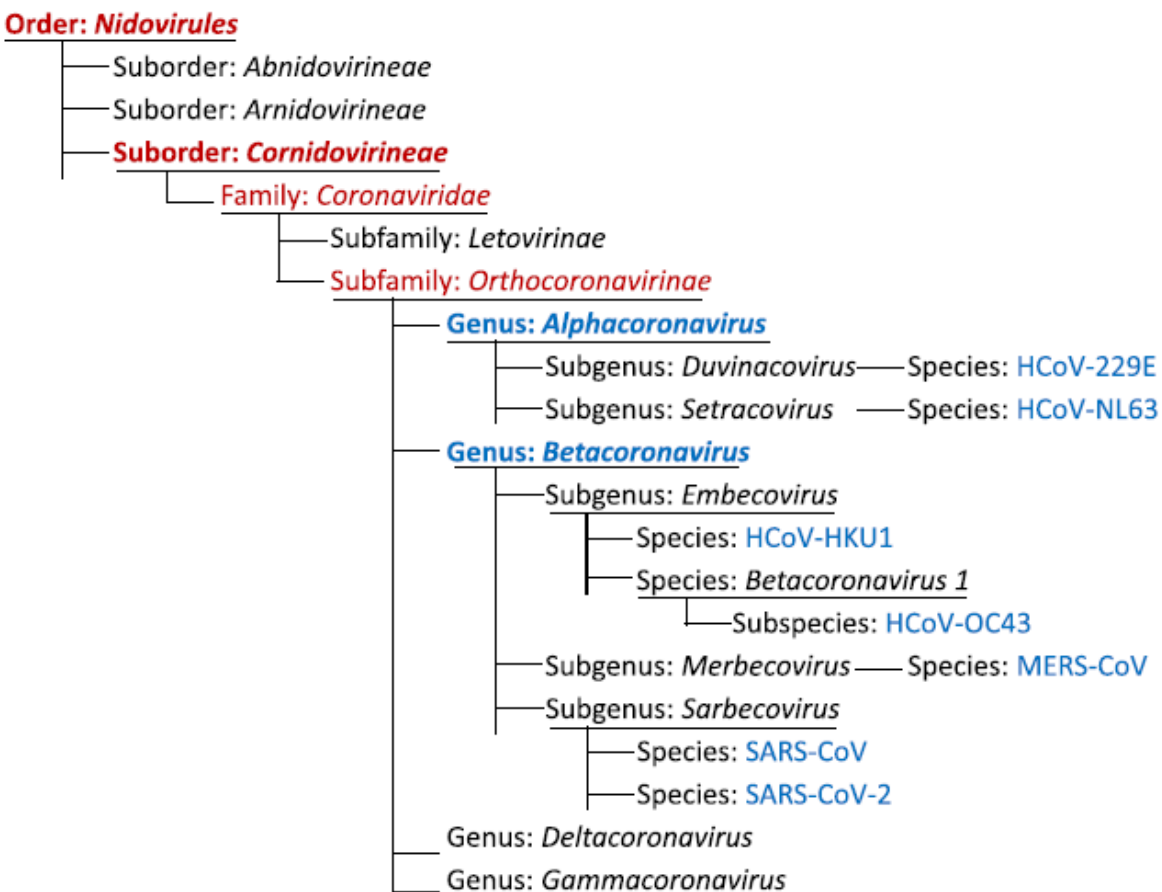 Order: Nidovirules
Suborder: Abnidovirineae
Suborder: Arnidovirineae
Suborder: Cornidovirineae
Family: Coronaviridae
Subfamily: Letovirinae
Subfamily: Orthocoronavirinae
Genus: Alphacoronavirus
Subgenus: Duvinacovirus Species: HCoV-229E
Subgenus: Setracovirus Species: HCoV-NL63
Genus: Betacoronavirus
Subgenus: Embecovirus
Species: HCoV-HKU1
Species: Betacoronavirus 1
Subspecies: HCoV-OC43
Subgenus: Merbecovirus Species: MERS-CoV
Subgenus: Sarbecovirus
Species: SARS-CoV
Species: SARS-CoV-2
Genus: Deltacoronavirus
Genus: Gammacoronavirus